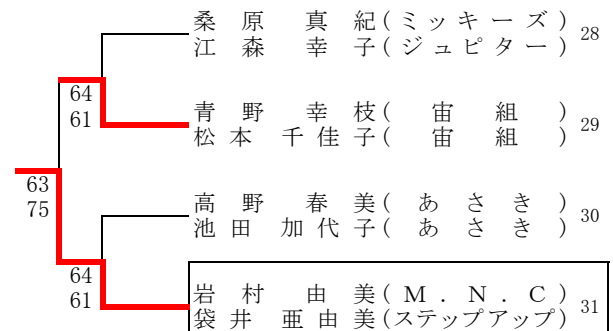 桑原 真紀(ミッキーズ)
江森 幸子(ジュピター) 28
64
61
青野 幸枝(宙組)
松本 千佳子(宙組) 29
63
75
高野 春美(あさき)
池田 加代子(あさき) 30
64
61
岩村 由美(M.N.C)
袋井 亜由美(ステップアップ) 31